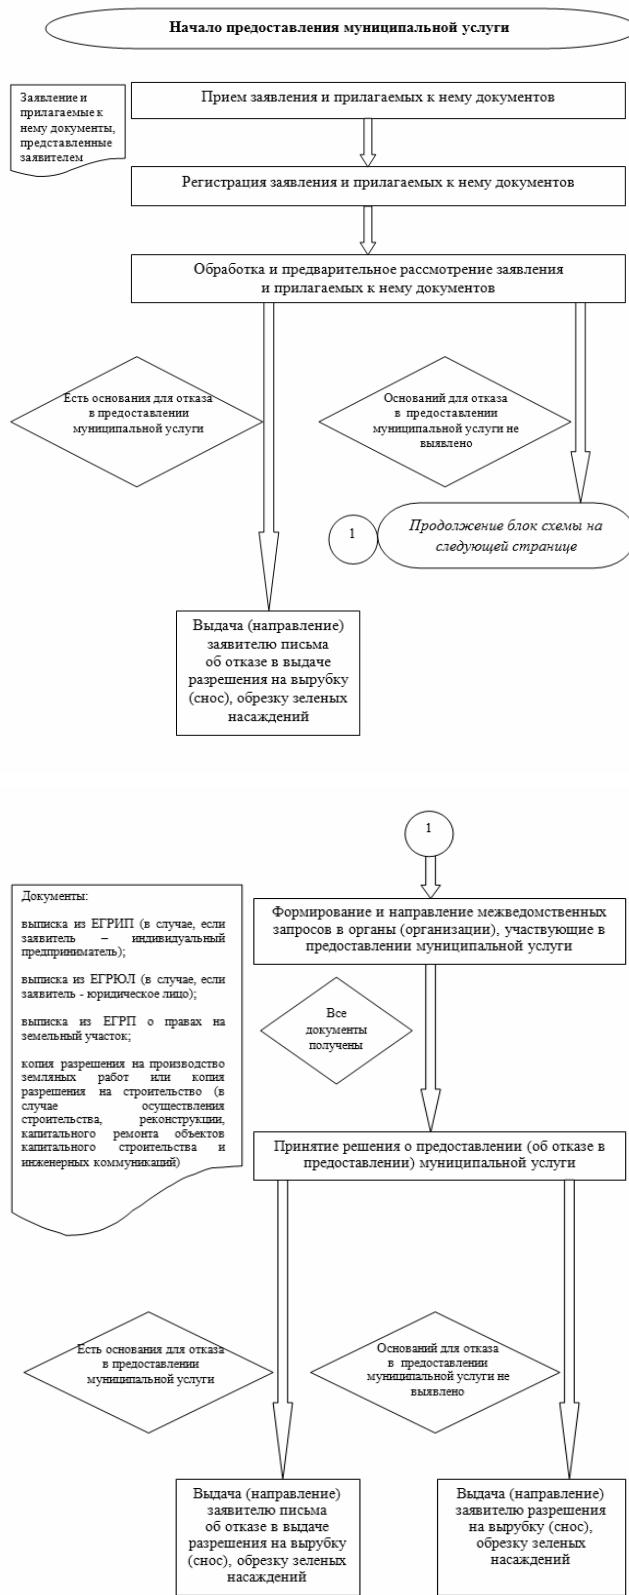 Начало предоставления муниципальной услуги
Заявление и
прилагаемые к
нему документы,
представленные
заявителем
Прием заявления и прилагаемых к нему документов
Регистрация заявления и прилагаемых к нему документов
Обработка и предварительное рассмотрение заявления
и прилагаемых к нему документов
Есть основания для отказа
в предоставлении
муниципальной услуги
Оснований для отказа
в предоставлении
муниципальной услуги не
выявлено
1
Продолжение блок схемы на
следующей странице
Выдача (направление)
заявителю письма
об отказе в выдаче
разрешения на вырубку
(снос), обрезку зеленых
насаждений
1
Документы:
выписка из ЕГРИП (в случае, если
заявитель – индивидуальный
предприниматель);
выписка из ЕГРЮЛ (в случае, если
заявитель - юридическое лицо);
выписка из ЕГРП о правах на
земельный участок;
копия разрешения на производство
земляных работ или копия
разрешения на строительство (в
случае осуществления
строительства, реконструкции,
капитального ремонта объектов
капитального строительства и
инженерных коммуникаций)
Формирование и направление межведомственных
запросов в органы (организации), участвующие в
предоставлении муниципальной услуги
Все
документы
получены
Принятие решения о предоставлении (об отказе в
предоставлении) муниципальной услуги
Есть основания для отказа
в предоставлении
муниципальной услуги
Оснований для отказа
в предоставлении
муниципальной услуги не
выявлено
Выдача (направление)
заявителю письма
об отказе в выдаче
разрешения на вырубку
(снос), обрезку зеленых
насаждений
Выдача (направление)
заявителю разрешения
на вырубку (снос),
обрезку зеленых
насаждений